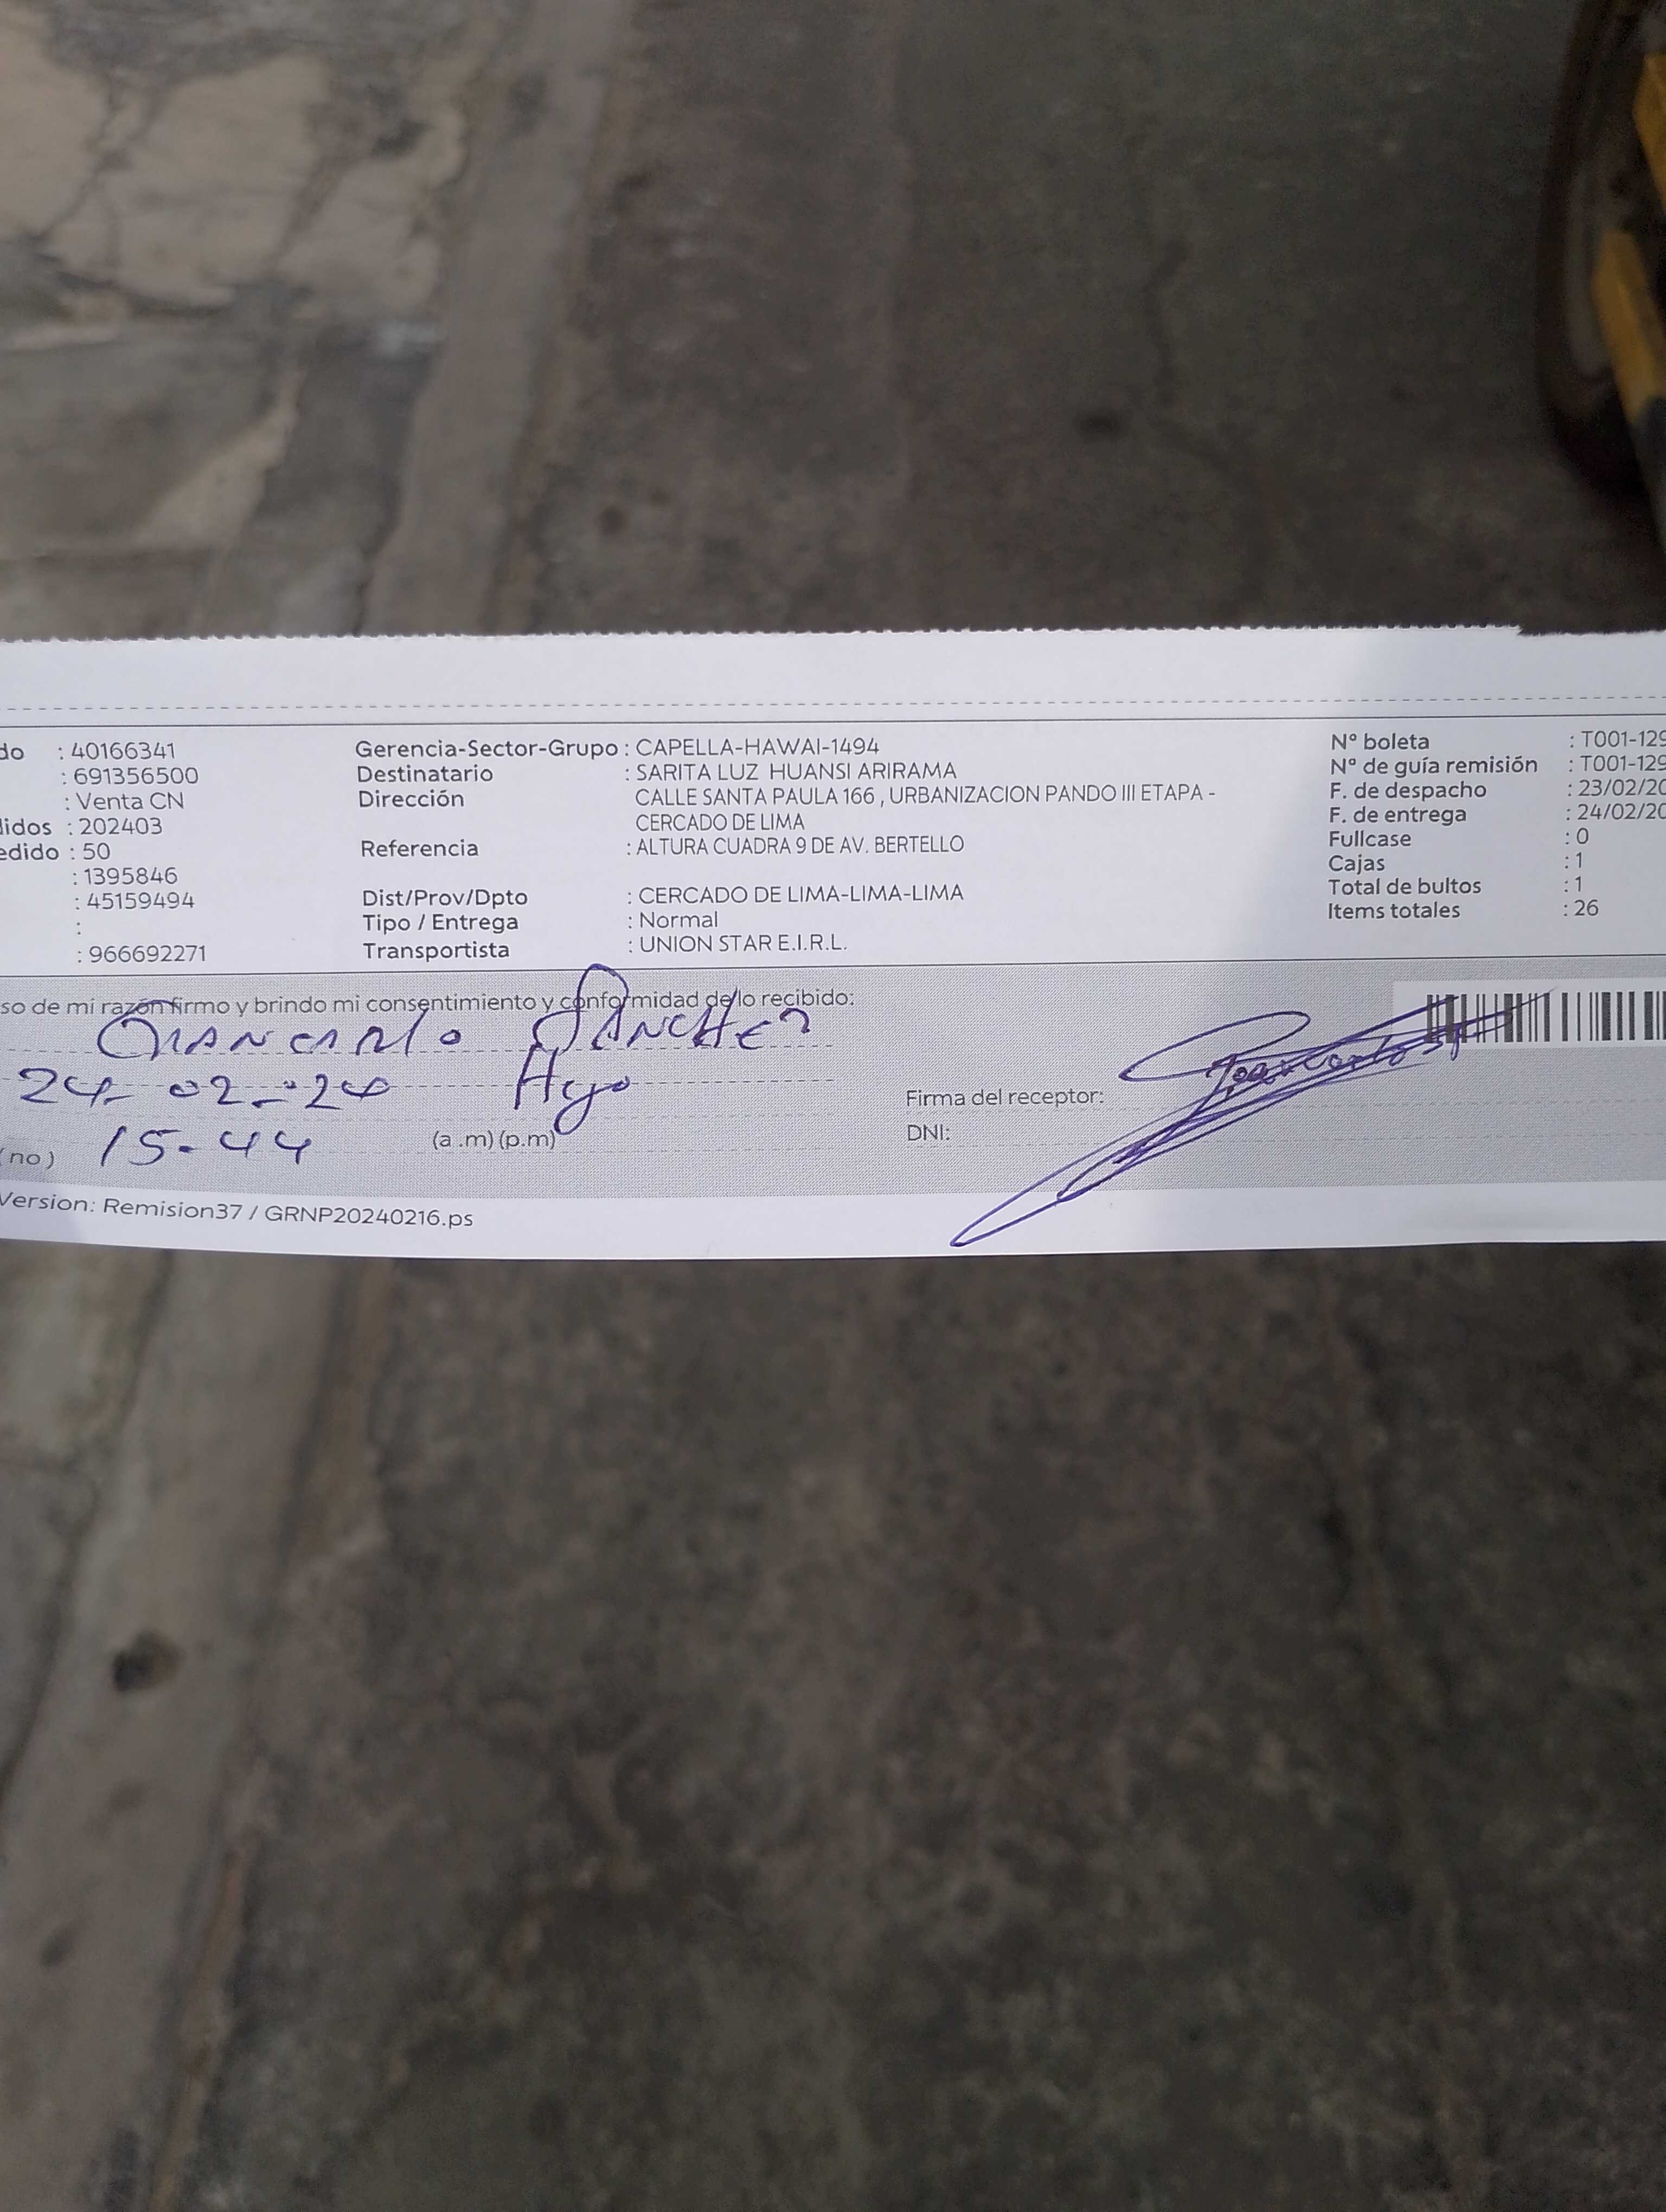 do : 40166341
: 691356500
: Venta CN
lidos : 202403
edido : 50
: 1395846
: 45159494
:
: 966692271
Gerencia-Sector-Grupo : CAPELLA-HAWAI-1494
Destinatario : SARITA LUZ HUANSI ARIRAMA
Dirección CALLE SANTA PAULA 166 , URBANIZACION PANDO III ETAPA -
CERCADO DE LIMA
Referencia : ALTURA CUADRA 9 DE AV. BERTELLO
Dist/Prov/Dpto : CERCADO DE LIMA-LIMA-LIMA
Tipo / Entrega : Normal
Transportista : UNION STAR E.I.R.L.
Nº boleta : T001-129
Nº de guía remisión : T001-129
F. de despacho : 23/02/20
F. de entrega : 24/02/20
Fullcase : 0
Cajas : 1
Total de bultos : 1
Items totales : 26
so de mi razón firmo y brindo mi consentimiento y conformidad de lo recibido:
GIANCARLO SANCHEZ
24-02-24 Hijo
(no) 15-44 (a .m) (p.m)
Firma del receptor:
DNI:
Version: Remision37 / GRNP20240216.ps